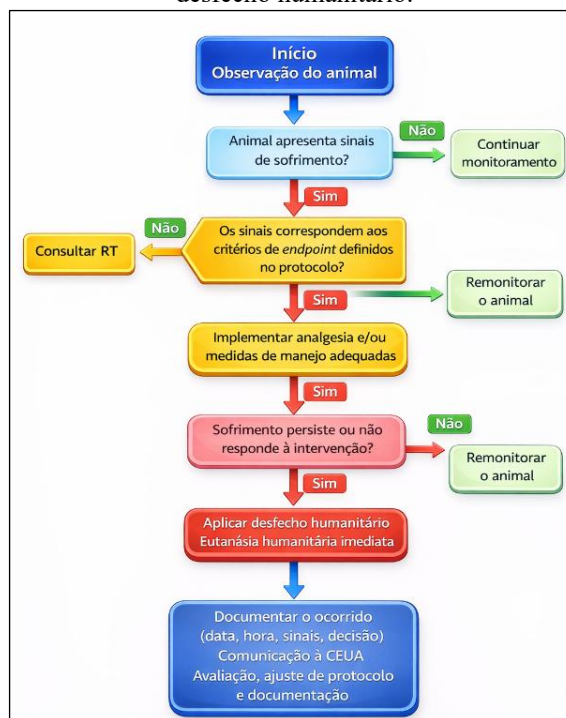 desfecho humanitário.
Início
Observação do animal
Animal apresenta sinais
de sofrimento?
Não
Continuar
monitoramento
Sim
Não
Consultar RT
Os sinais correspondem aos
critérios de endpoint definidos
no protocolo?
Sim
Remonitorar
o animal
Implementar analgesia e/ou
medidas de manejo adequadas
Sim
Sofrimento persiste ou não
responde à intervenção?
Não
Remonitorar
o animal
Sim
Aplicar desfecho humanitário
Eutanásia humanitária imediata
Documentar o ocorrido
(data, hora, sinais, decisão)
Comunicação à CEUA
Avaliação, ajuste de protocolo
e documentação